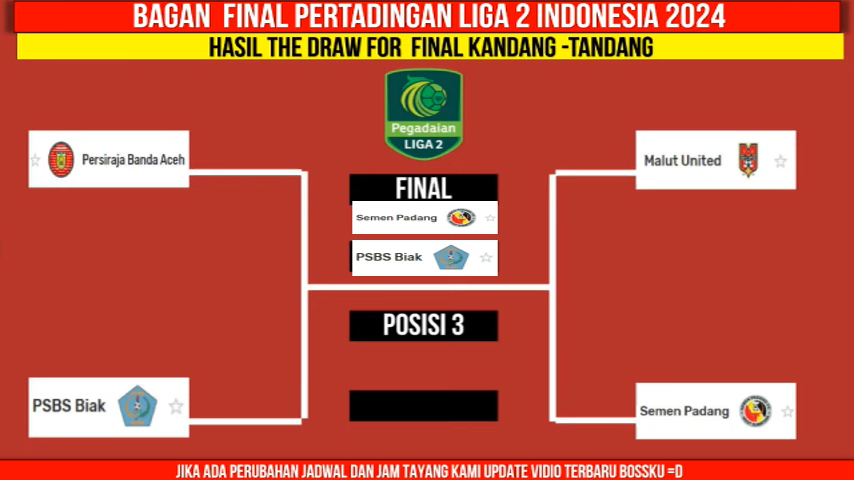 BAGAN FINAL PERTADINGAN LIGA 2 INDONESIA 2024
HASIL THE DRAW FOR FINAL KANDANG -TANDANG
Pegadaian
LIGA 2
Persiraja Banda Aceh
Malut United
FINAL
Semen Padang
PSBS Biak
POSISI 3
PSBS Biak
Semen Padang
JIKA ADA PERUBAHAN JADWAL DAN JAM TAYANG KAMI UPDATE VIDIO TERBARU BOSSKU =D